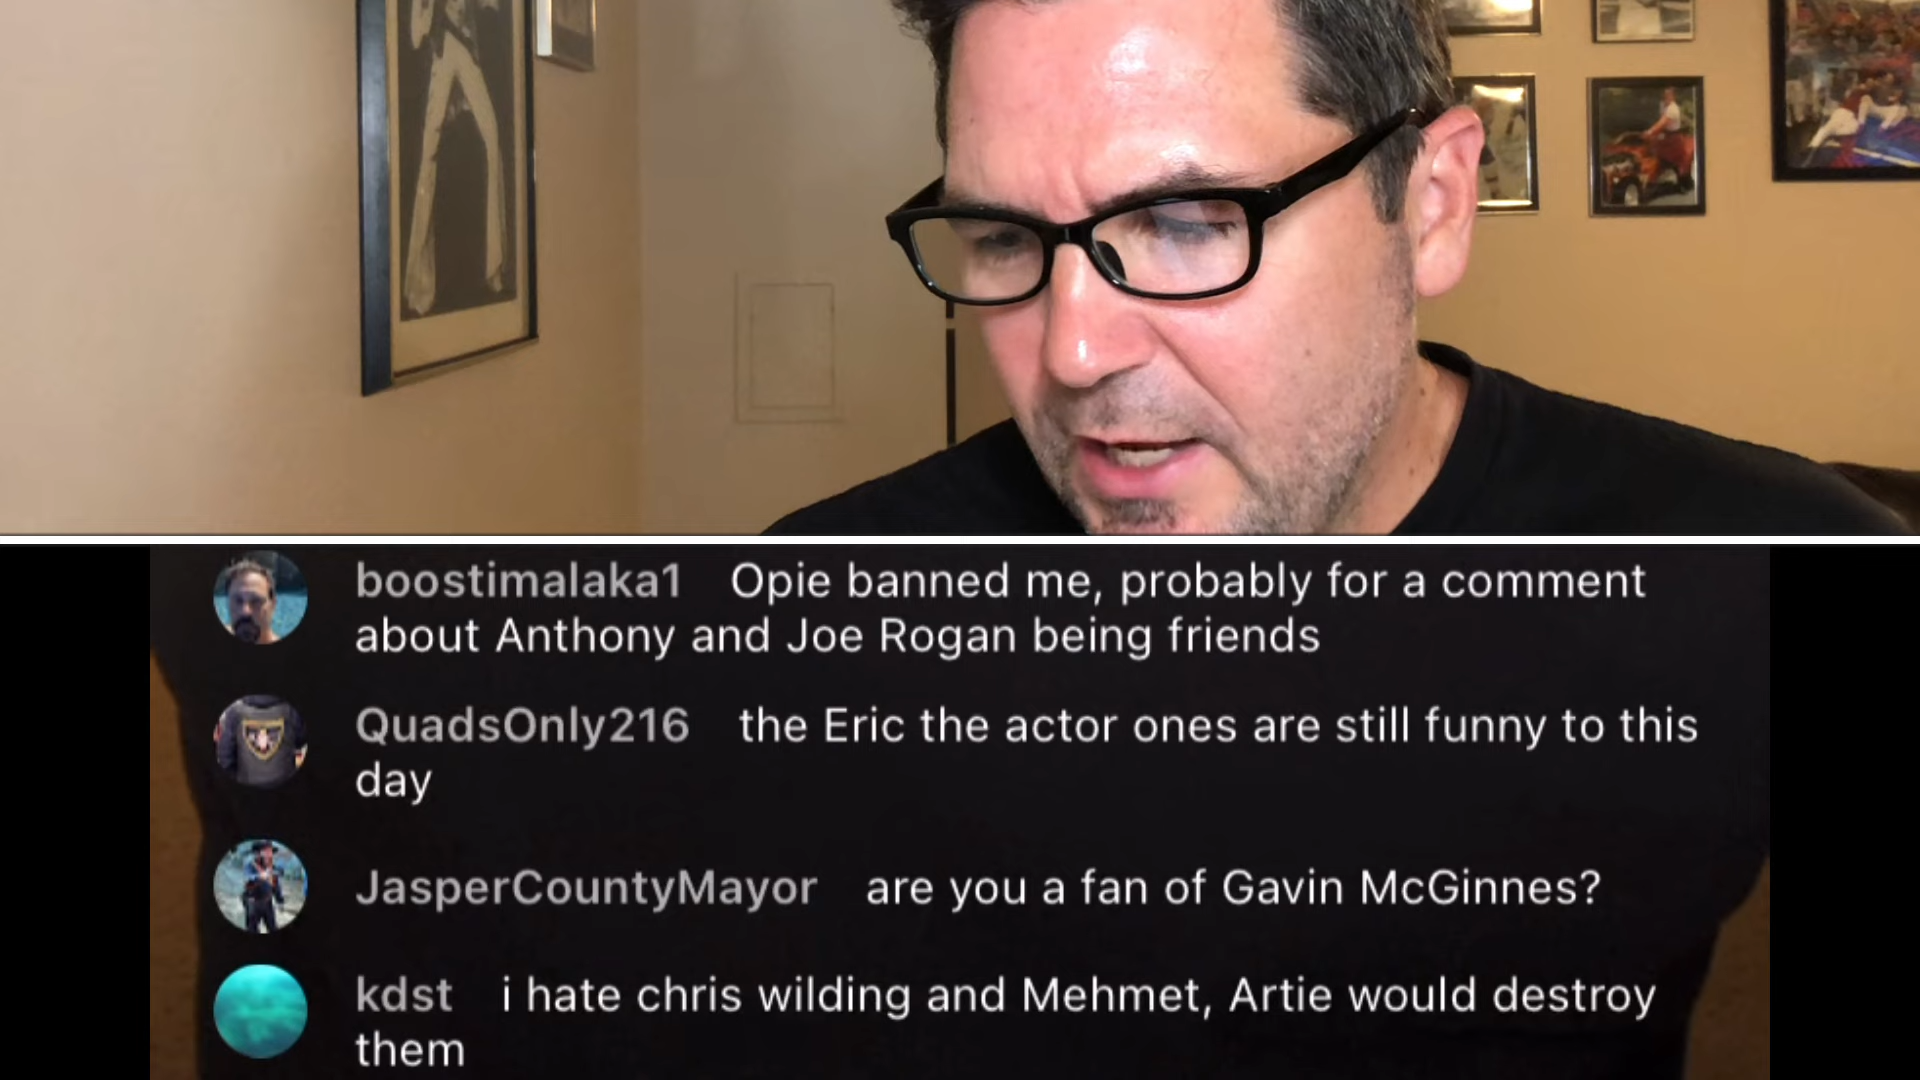 boostimalaka1 Opie banned me, probably for a comment
about Anthony and Joe Rogan being friends
QuadsOnly216 the Eric the actor ones are still funny to this
day
JasperCountyMayor are you a fan of Gavin McGinnes?
kdst i hate chris wilding and Mehmet, Artie would destroy
them